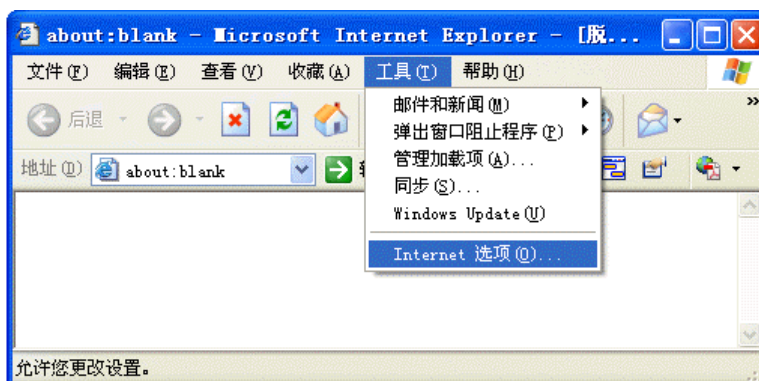 about:blank - Microsoft Internet Explorer - [脱...
文件(F) 编辑(E) 查看(V) 收藏(A) 工具(T) 帮助(H)
后退
邮件和新闻(M)
弹出窗口阻止程序(P)
管理加载项(A)...
同步(S)...
Windows Update(U)
Internet 选项(O)...
地址(D) about:blank
允许您更改设置。